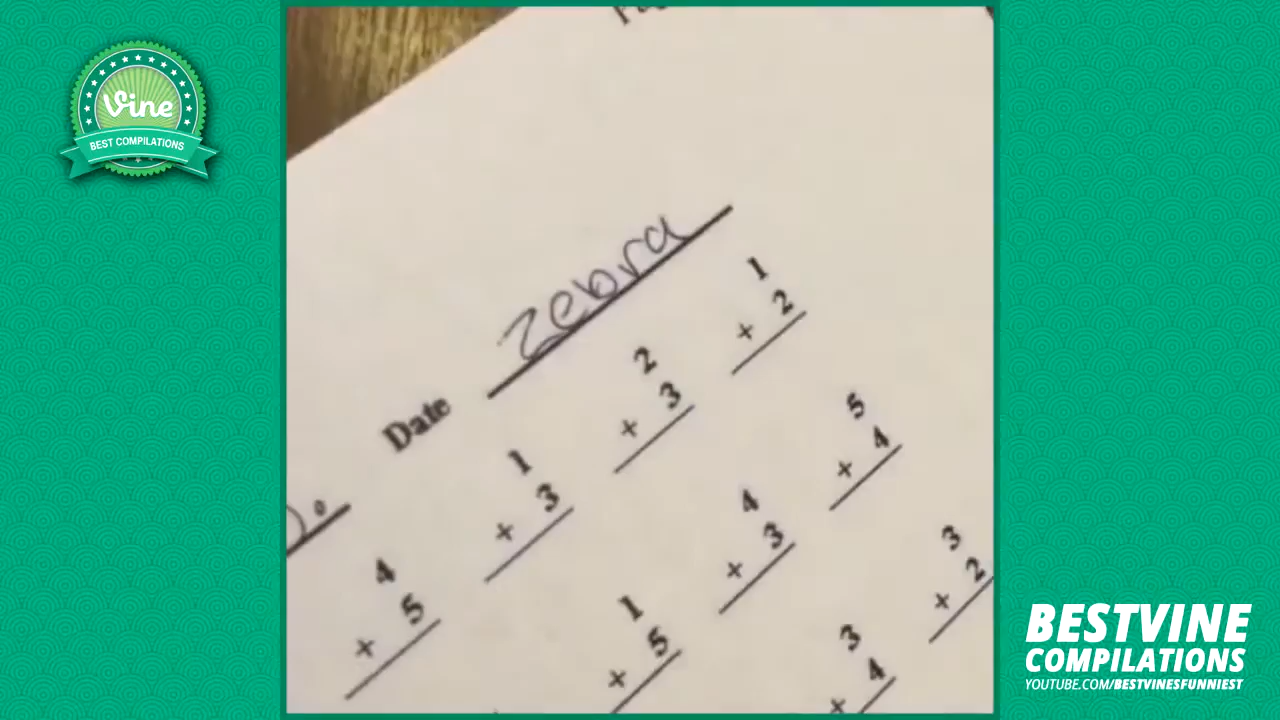 Vine
BEST COMPILATIONS
Date zebra
4 1 2 1
+ 5 + 3 + 3 + 2
1 4 5
+ 5 + 3 + 4
3 3
+ 4 + 2
BESTVINE
COMPILATIONS
YOUTUBE.COM/BESTVINESFUNNIEST